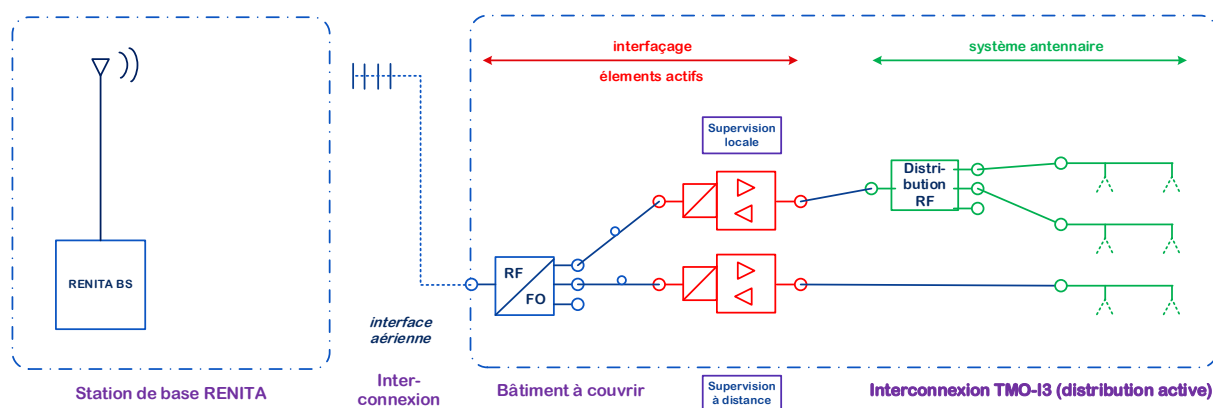 interfaçage
élements actifs
système antennaire
Supervision
locale
Distri-
bution
RF
RENITA BS
RF
FO
interface
aérienne
Station de base RENITA
Inter-
connexion
Bâtiment à couvrir
Supervision
à distance
Interconnexion TMO-I3 (distribution active)